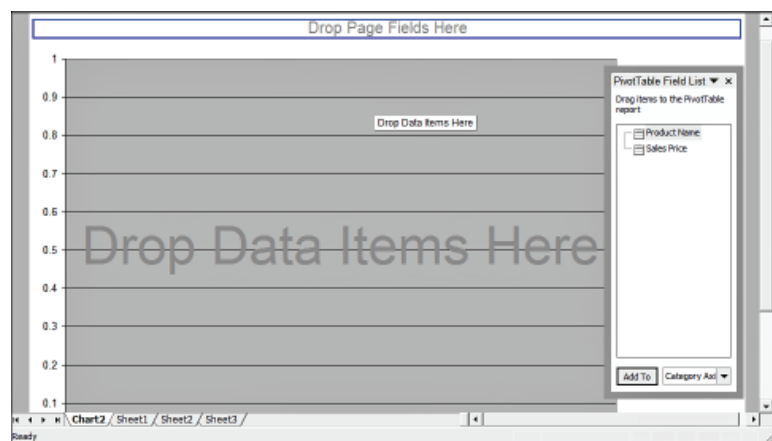 Drop Page Fields Here
1
0.9
0.8
0.7
0.6
0.5
0.4
0.3
0.2
0.1
Drop Data Items Here
Drop Data Items Here
PivotTable Field List
Drag items to the PivotTable
report
Product Name
Sales Price
Add To
Category Axi
Chart2 / Sheet1 / Sheet2 / Sheet3 /
Ready